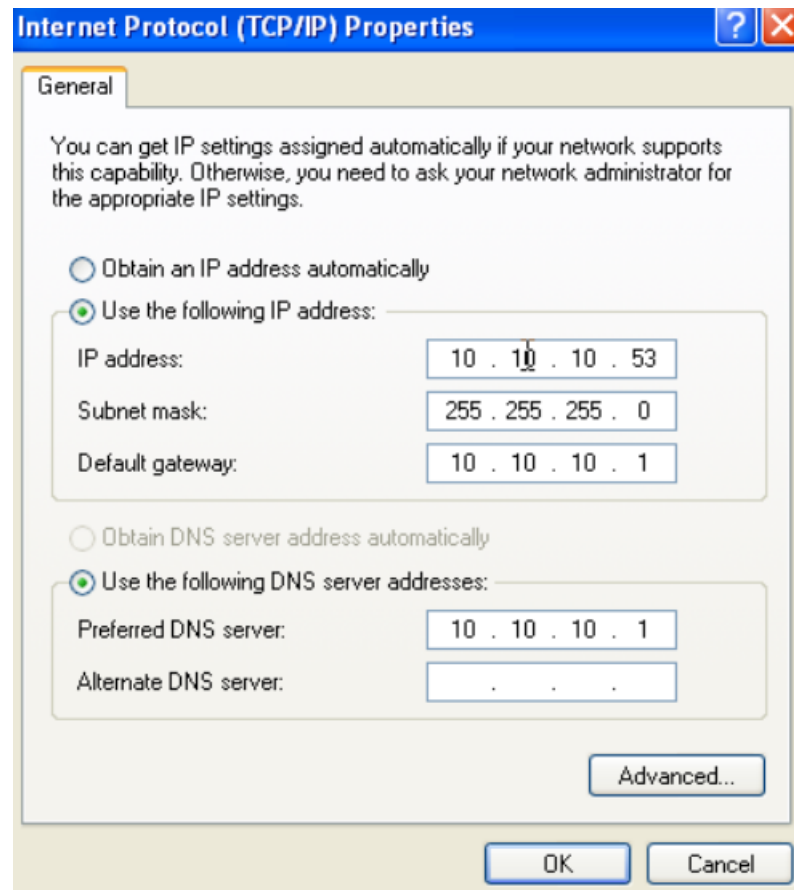 Internet Protocol (TCP/IP) Properties
General
You can get IP settings assigned automatically if your network supports
this capability. Otherwise, you need to ask your network administrator for
the appropriate IP settings.
Obtain an IP address automatically
Use the following IP address:
IP address: 10 . 10 . 10 . 53
Subnet mask: 255 . 255 . 255 . 0
Default gateway: 10 . 10 . 10 . 1
Obtain DNS server address automatically
Use the following DNS server addresses:
Preferred DNS server: 10 . 10 . 10 . 1
Alternate DNS server: . . .
Advanced...
OK Cancel